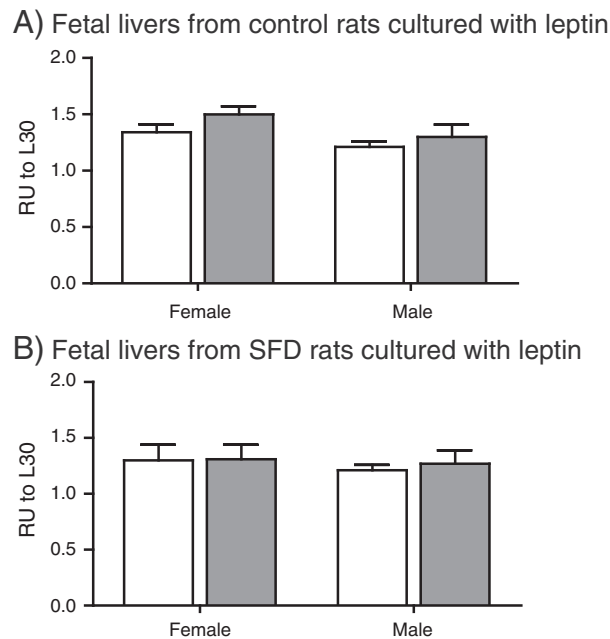 A) Fetal livers from control rats cultured with leptin
2.0
1.5
1.0
0.5
0.0
RU to L30
Female
Male
B) Fetal livers from SFD rats cultured with leptin
2.0
1.5
1.0
0.5
0.0
RU to L30
Female
Male